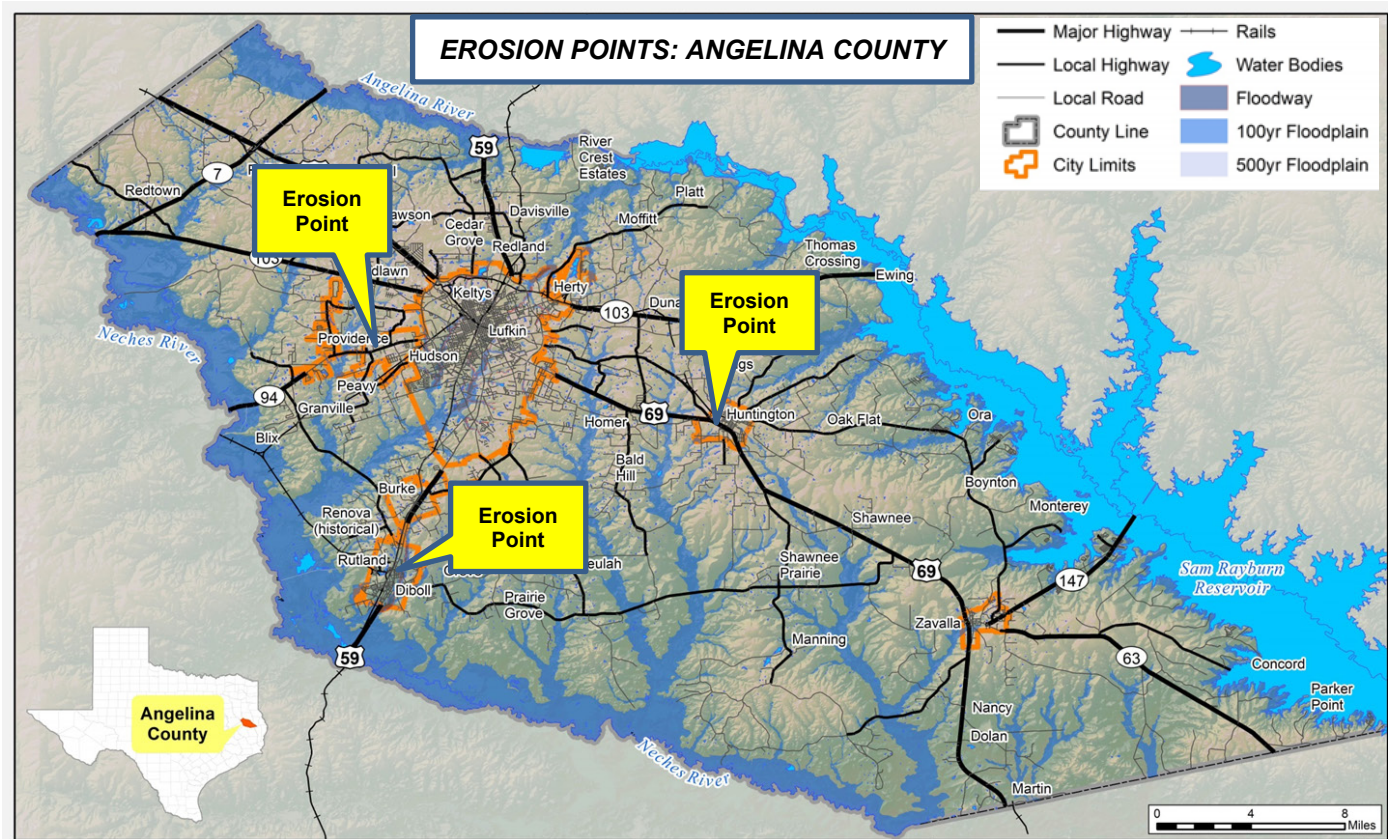 EROSION POINTS: ANGELINA COUNTY
Major Highway
Local Highway
Local Road
County Line
City Limits
Rails
Water Bodies
Floodway
100yr Floodplain
500yr Floodplain
Angelina River
59
River
Crest
Estates
7
Redtown
Platt
Erosion
Point
Cedar
Grove
Davisville
Moffitt
Redland
Thomas
Crossing
Ewing
103
Keltys
Herty
Erosion
Point
103
Lufkin
Neches River
Providence
Hudson
Peavy
94
Granville
Homer
69
Huntington
Oak Flat
Ora
Blix
Bald
Hill
Boynton
Burke
Monterey
Renova
(historical)
Erosion
Point
Shawnee
Rutland
Shawnee
Prairie
69
147
Sam Rayburn
Reservoir
Diboll
Prairie
Grove
Zavalla
Manning
59
63
Concord
Angelina
County
Parker
Point
Nancy
Dolan
Neches River
Martin
0 4 8
Miles